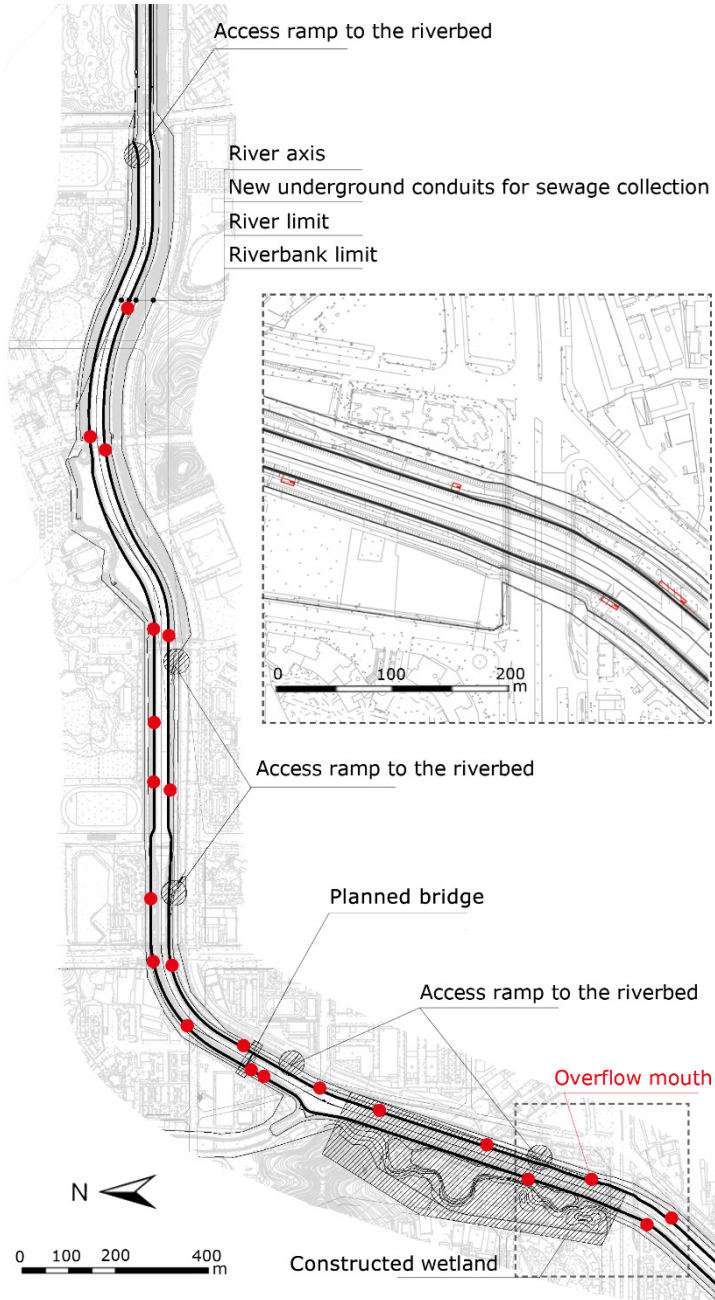 Access ramp to the riverbed
River axis
New underground conduits for sewage collection
River limit
Riverbank limit
0 100 200
m
Access ramp to the riverbed
Planned bridge
Access ramp to the riverbed
Overflow mouth
N
Constructed wetland
0 100 200 400
m